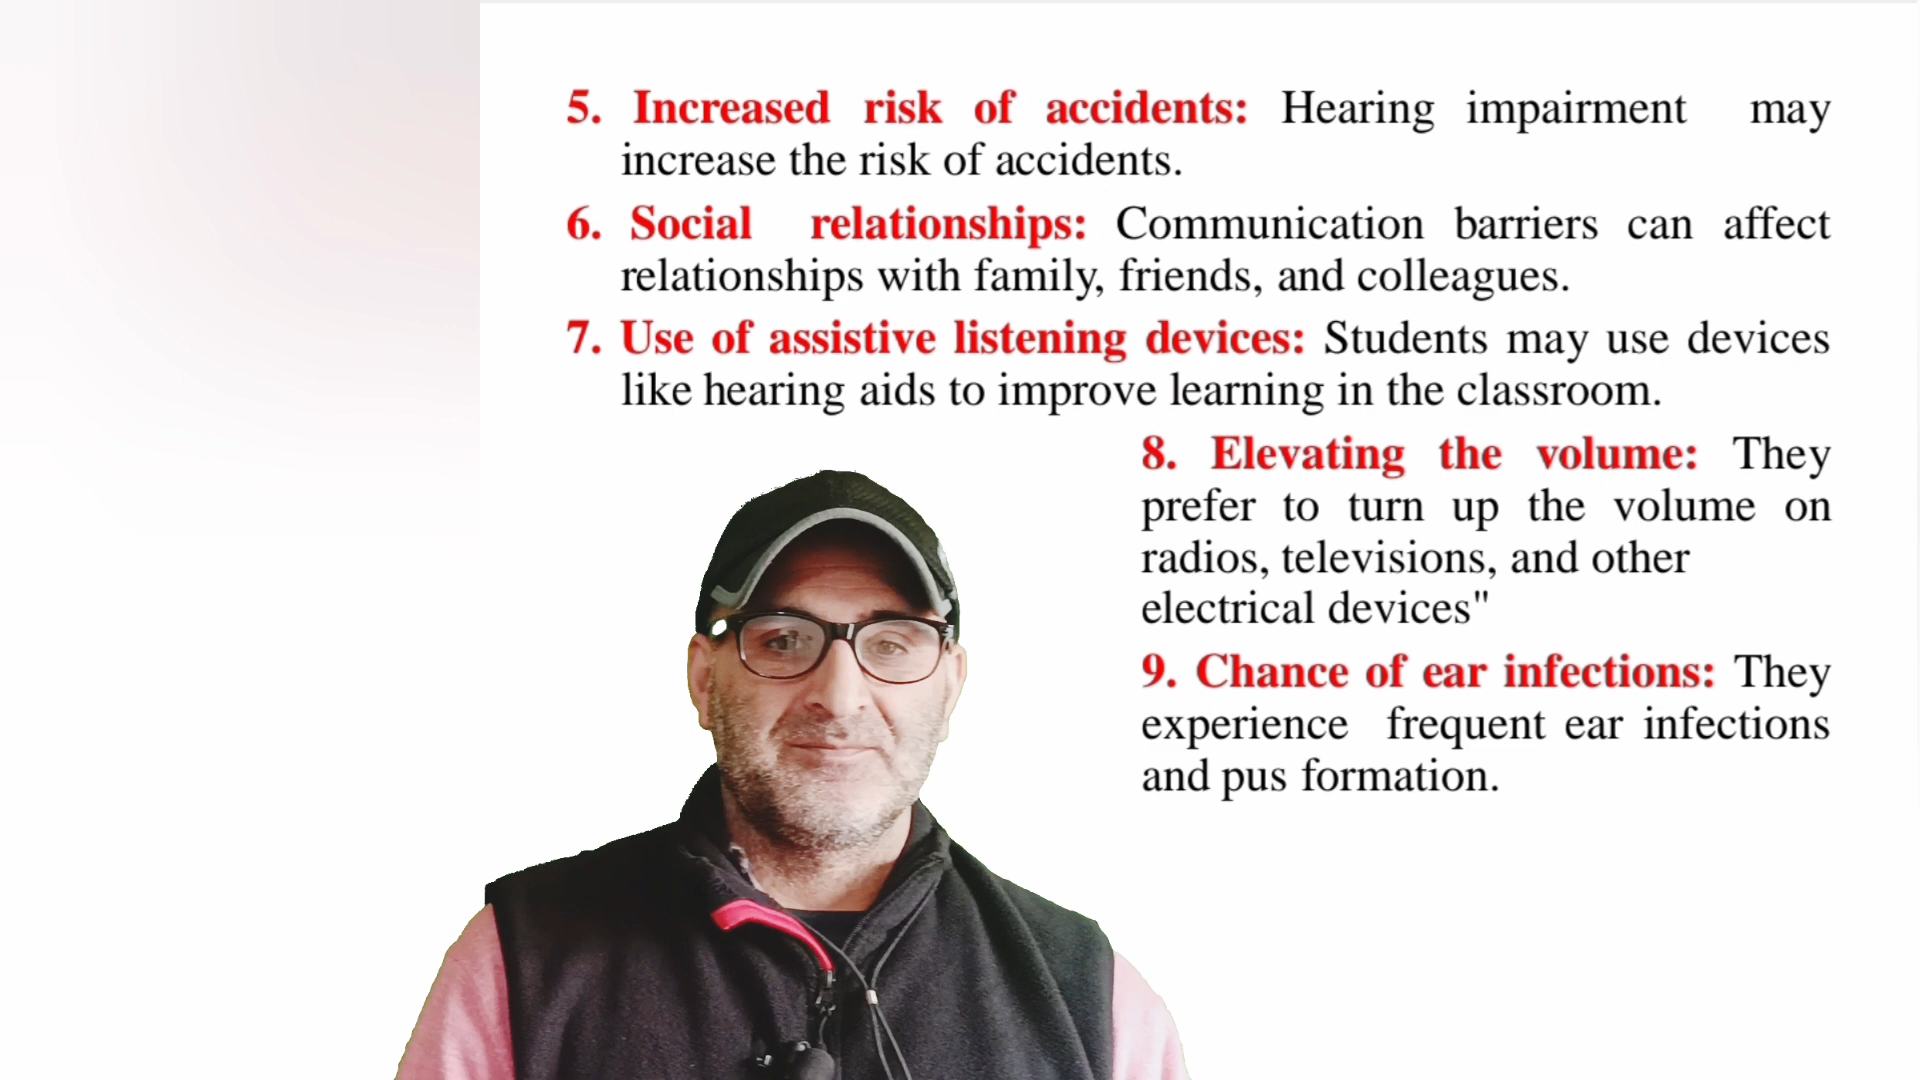 5. Increased risk of accidents: Hearing impairment may
increase the risk of accidents.
6. Social relationships: Communication barriers can affect
relationships with family, friends, and colleagues.
7. Use of assistive listening devices: Students may use devices
like hearing aids to improve learning in the classroom.
8. Elevating the volume: They
prefer to turn up the volume on
radios, televisions, and other
electrical devices"
9. Chance of ear infections: They
experience frequent ear infections
and pus formation.